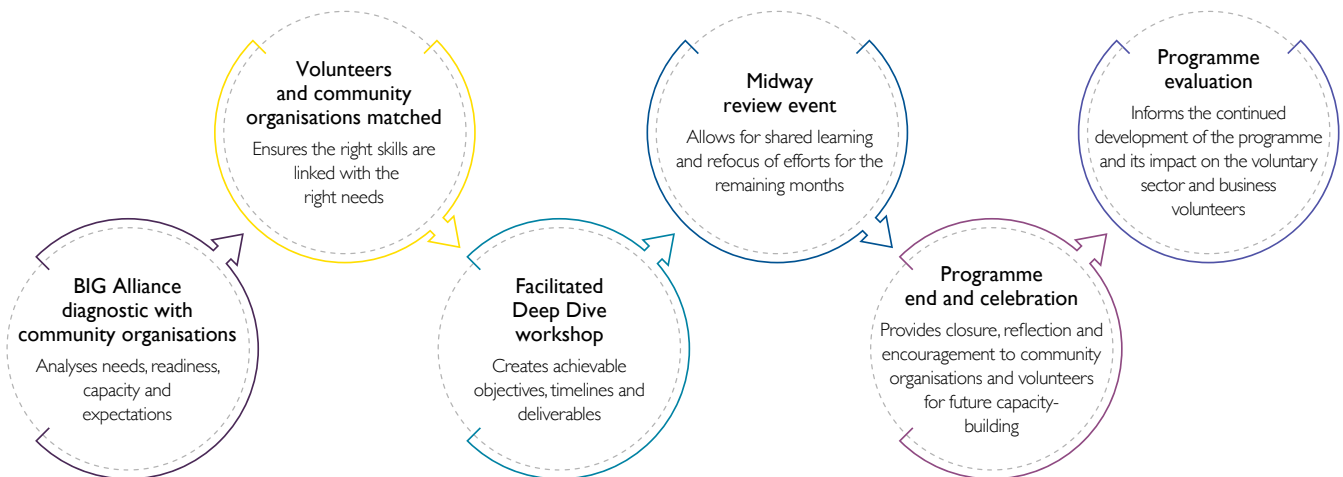 BIG Alliance
diagnostic with
community organisations
Analyses needs, readiness,
capacity and
expectations
Volunteers
and community
organisations matched
Ensures the right skills are
linked with the
right needs
Facilitated
Deep Dive
workshop
Creates achievable
objectives, timelines and
deliverables
Midway
review event
Allows for shared learning
and refocus of efforts for the
remaining months
Programme
end and celebration
Provides closure, reflection and
encouragement to community
organisations and volunteers
for future capacity-
building
Programme
evaluation
Informs the continued
development of the programme
and its impact on the voluntary
sector and business
volunteers